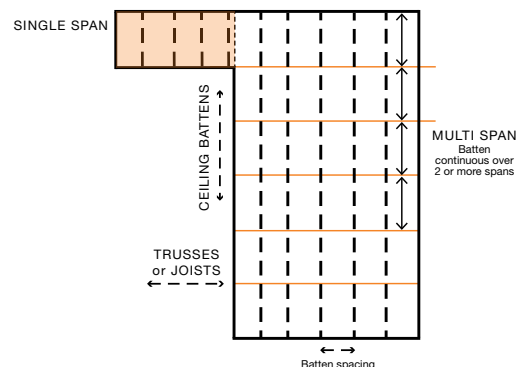 SINGLE SPAN
CEILING BATTENS
MULTI SPAN
Batten
continuous over
2 or more spans
TRUSSES
or JOISTS
Batten spacing